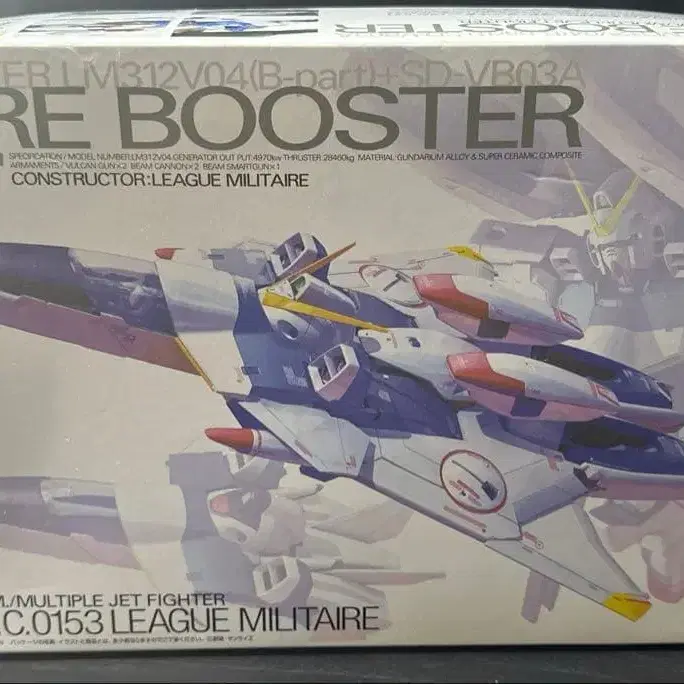 BOOSTER
ER LM312V04(B-part)+SD-VB03A
RE BOOSTER
SPECIFICATION / MODEL NUMBER:LM312V04.GENERATOR OUT PUT:4970kw THRUSTER 28460kg MATERIAL GUNDARIUM ALLOY & SUPER CERAMIC COMPOSITE
ARMAMENTS / VULCAN GUN×2 BEAM CANNON×2 BEAM SMARTGUN×1
CONSTRUCTOR:LEAGUE MILITAIRE
M./MULTIPLE JET FIGHTER
.C.0153 LEAGUE MILITAIRE